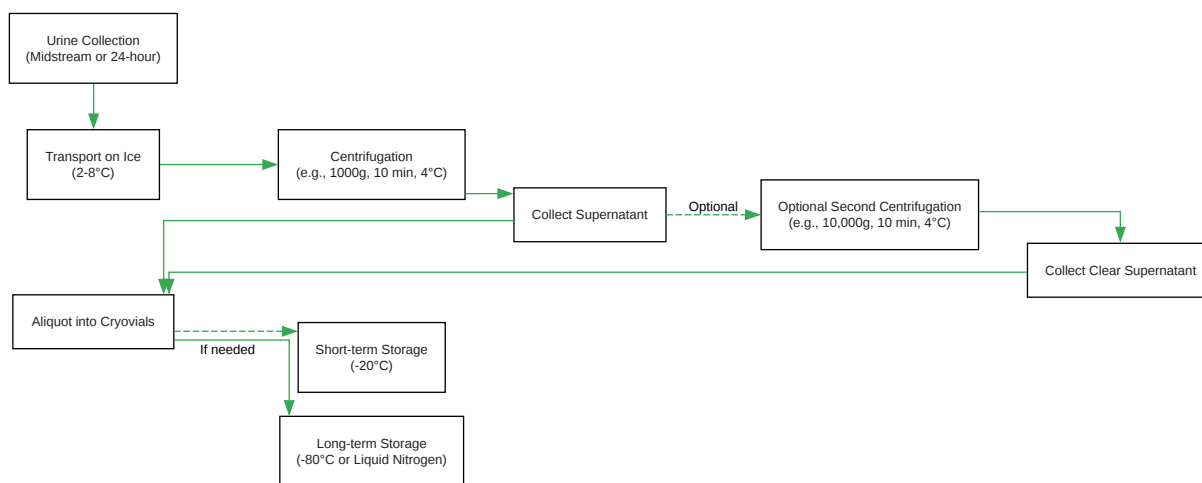 Urine Collection
(Midstream or 24-hour)
Transport on Ice
(2-8°C)
Centrifugation
(e.g., 1000g, 10 min, 4°C)
Collect Supernatant
Optional
Optional Second Centrifugation
(e.g., 10,000g, 10 min, 4°C)
Collect Clear Supernatant
Aliquot into Cryovials
If needed
Short-term Storage
(-20°C)
Long-term Storage
(-80°C or Liquid Nitrogen)